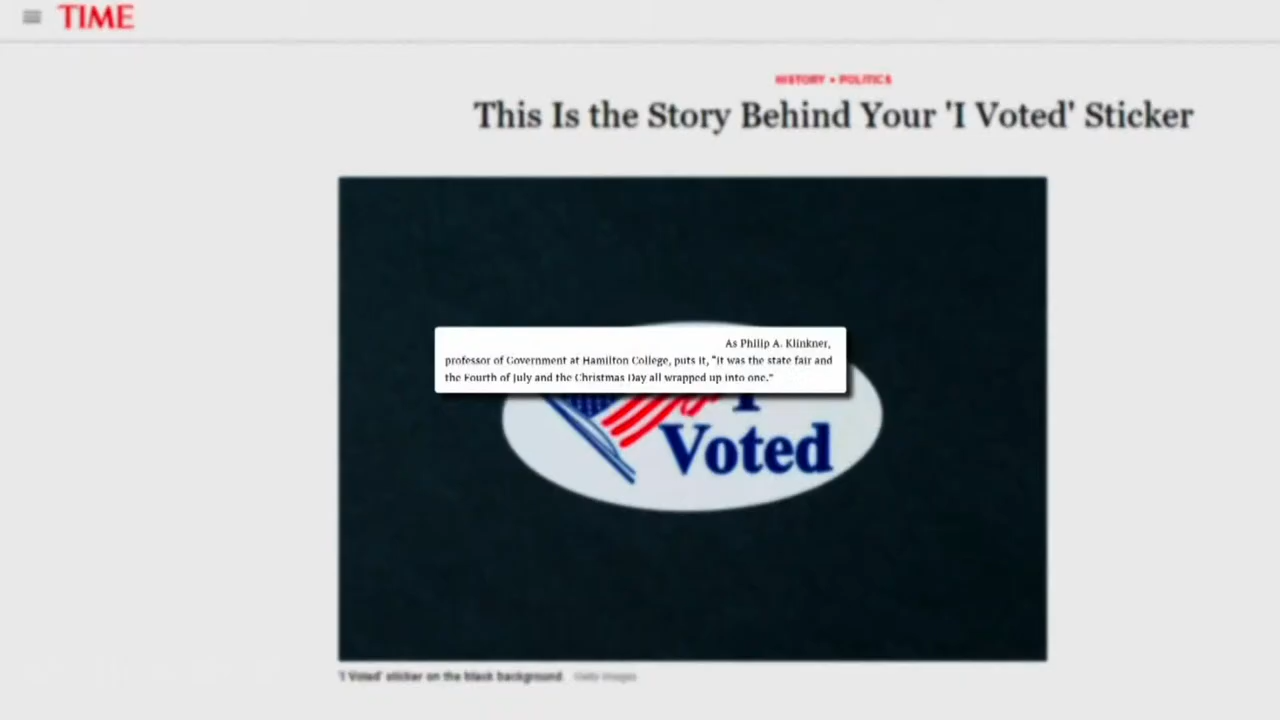 TIME
HISTORY • POLITICS
This Is the Story Behind Your 'I Voted' Sticker
As Philip A. Klinkner,
professor of Government at Hamilton College, puts it, "It was the state fair and
the Fourth of July and the Christmas Day all wrapped up into one."
I
Voted
'I Voted' sticker on the black background Getty Images